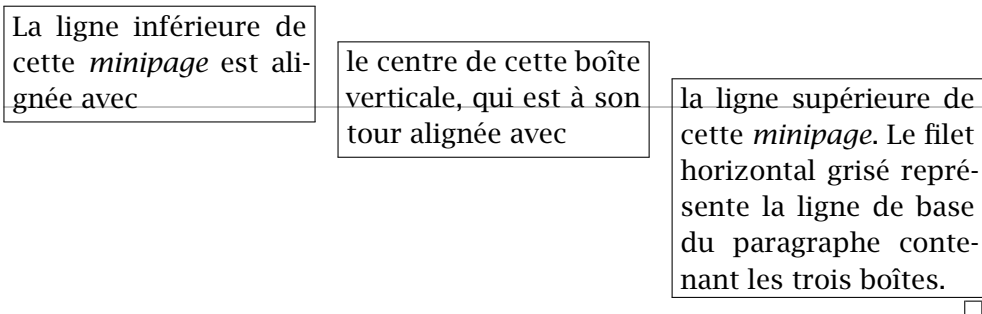 La ligne inférieure de
cette minipage est ali-
gnée avec
le centre de cette boîte
verticale, qui est à son
tour alignée avec
la ligne supérieure de
cette minipage. Le filet
horizontal grisé repré-
sente la ligne de base
du paragraphe conte-
nant les trois boîtes.